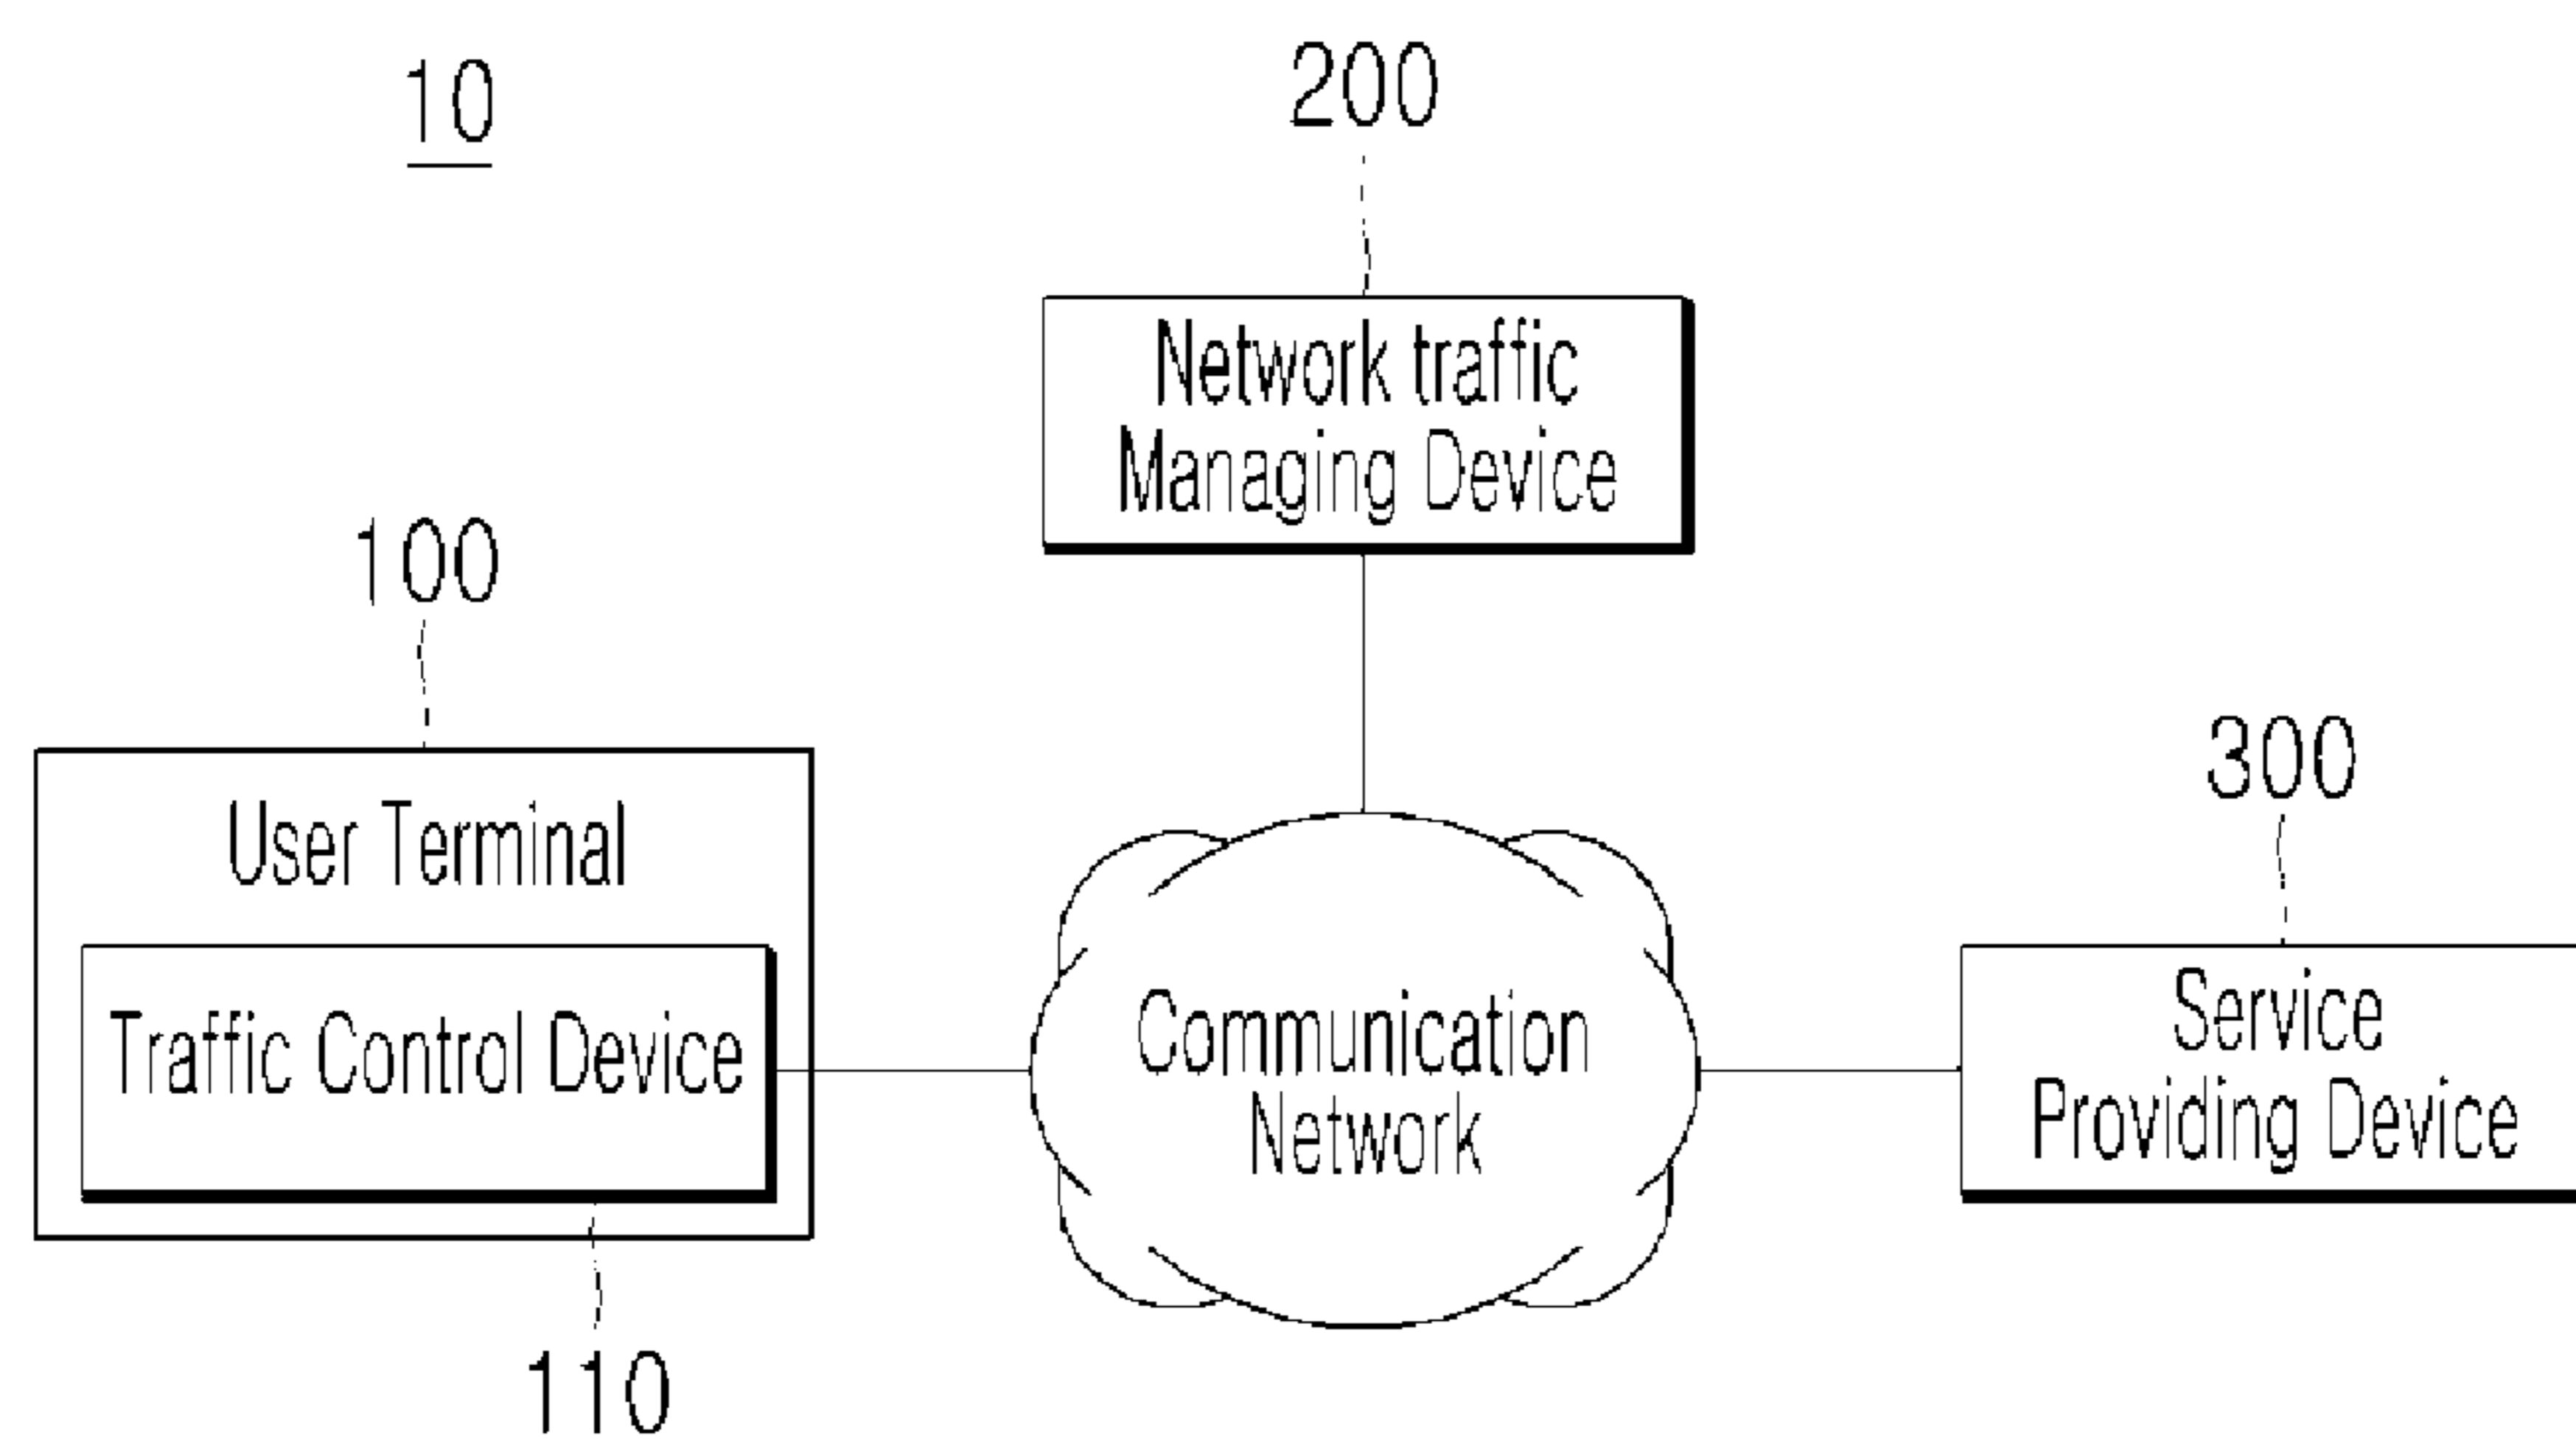 10
200
Network traffic
Managing Device
100
User Terminal
Traffic Control Device
110
Communication
Network
300
Service
Providing Device